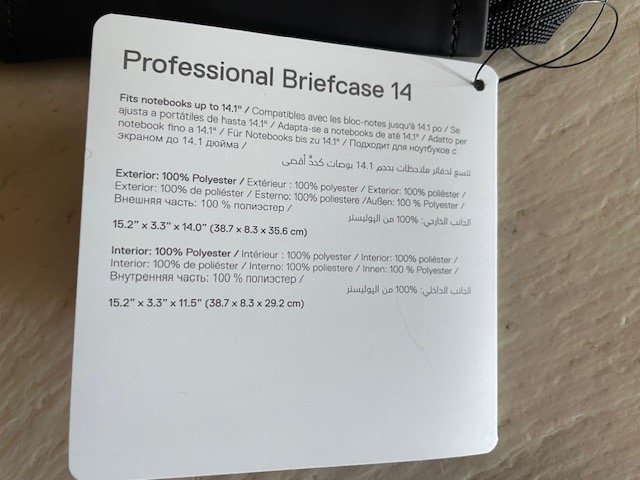 Professional Briefcase 14
Fits notebooks up to 14.1" / Compatibles avec les bloc-notes jusqu'à 14.1 po / Se
ajusta a portátiles de hasta 14.1" / Adapta-se a notebooks de até 14.1" / Adatto per
notebook fino a 14.1" / Für Notebooks bis zu 14.1" / Подходит для ноутбуков с
экраном до 14.1 дюйма /
تتسع لدفاتر ملاحظات بحجم 14.1 بوصات كحدٍّ أقصى
Exterior: 100% Polyester / Extérieur : 100% polyester / Exterior: 100% poliéster /
Exterior: 100% de poliéster / Esterno: 100% poliestere /Außen: 100 % Polyester /
Внешняя часть: 100 % полиэстер /
الجانب الخارجي: %100 من البوليستر
15.2" x 3.3" x 14.0" (38.7 x 8.3 x 35.6 cm)
Interior: 100% Polyester / Intérieur : 100% polyester / Interior: 100% poliéster /
Interior: 100% de poliéster / Interno: 100% poliestere / Innen: 100 % Polyester /
Внутренняя часть: 100 % полиэстер /
الجانب الداخلي: %100 من البوليستر
15.2" x 3.3" x 11.5" (38.7 x 8.3 x 29.2 cm)